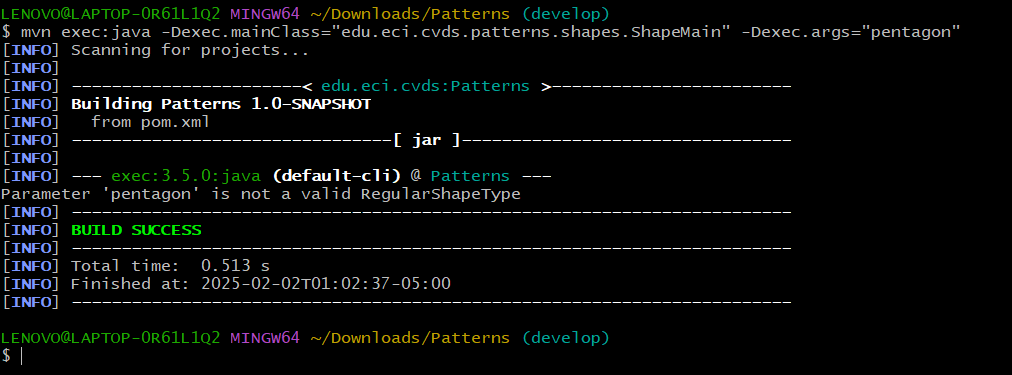 LENOVO@LAPTOP-OR61L1Q2 MINGW64 ~/Downloads/Patterns (develop)
$ mvn exec:java -Dexec.mainClass="edu.eci.cvds.patterns.shapes.ShapeMain" -Dexec.args="pentagon"
[INFO] Scanning for projects...
[INFO]
[INFO] -----------------------< edu.eci.cvds:Patterns >------------------------
[INFO] Building Patterns 1.0-SNAPSHOT
[INFO]   from pom.xml
[INFO] --------------------------------[ jar ]---------------------------------
[INFO]
[INFO] --- exec:3.5.0:java (default-cli) @ Patterns ---
Parameter 'pentagon' is not a valid RegularShapeType
[INFO] ------------------------------------------------------------------------
[INFO] BUILD SUCCESS
[INFO] ------------------------------------------------------------------------
[INFO] Total time:  0.513 s
[INFO] Finished at: 2025-02-02T01:02:37-05:00
[INFO] ------------------------------------------------------------------------
LENOVO@LAPTOP-OR61L1Q2 MINGW64 ~/Downloads/Patterns (develop)
$